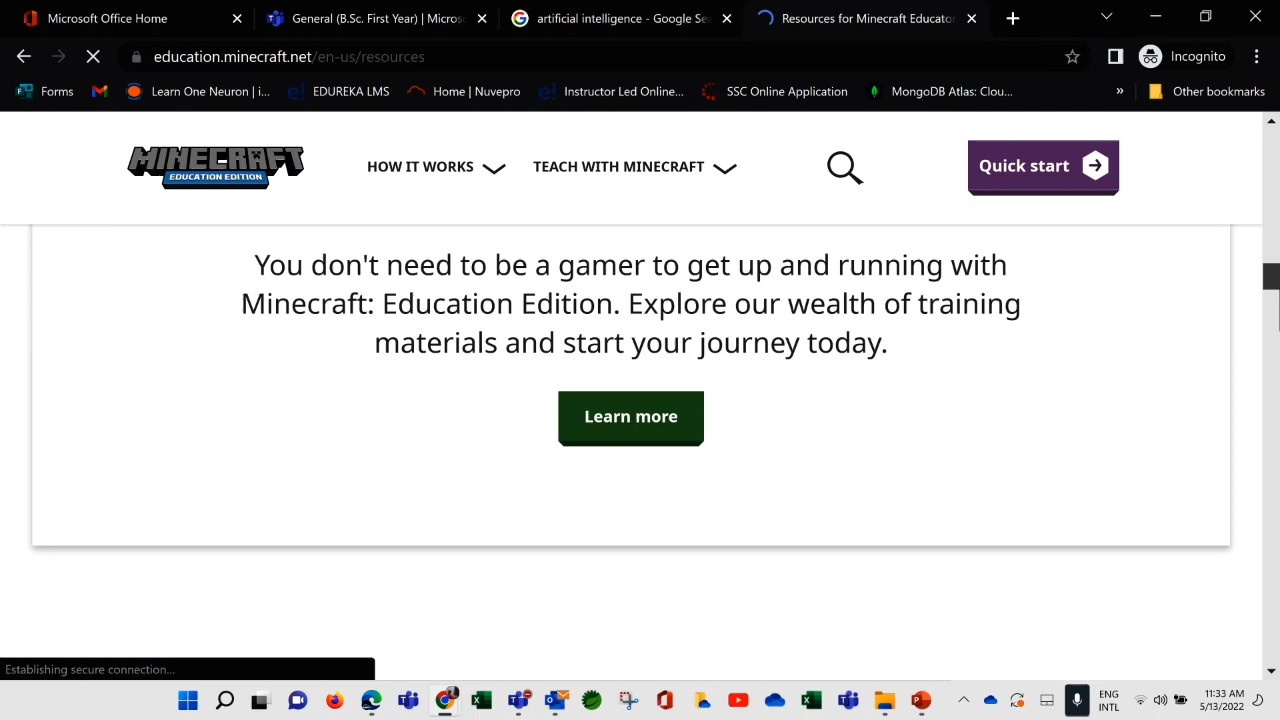 Microsoft Office Home
General (B.Sc. First Year) | Micros
artificial intelligence - Google Sea
Resources for Minecraft Educator
education.minecraft.net/en-us/resources
Incognito
Forms
Learn One Neuron | i...
EDUREKA LMS
Home | Nuvepro
Instructor Led Online...
SSC Online Application
MongoDB Atlas: Clou...
»
Other bookmarks
MINECRAFT
EDUCATION EDITION
HOW IT WORKS
TEACH WITH MINECRAFT
Quick start
You don't need to be a gamer to get up and running with
Minecraft: Education Edition. Explore our wealth of training
materials and start your journey today.
Learn more
Establishing secure connection...
ENG
INTL
11:33 AM
5/13/2022